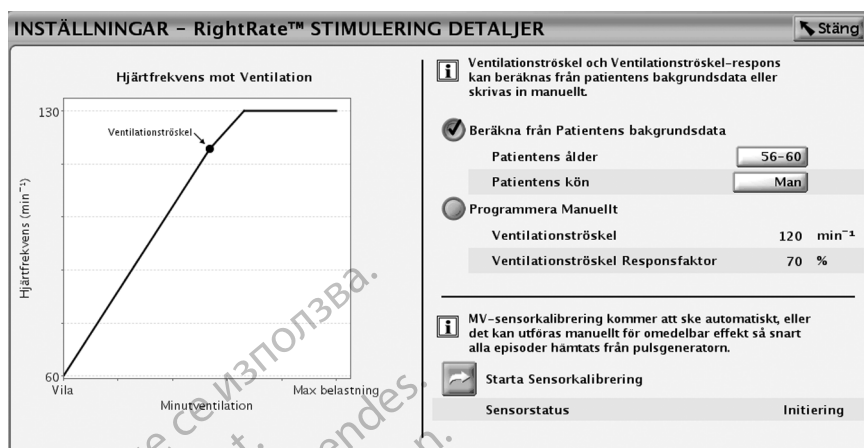 INSTÄLLNINGAR – RightRate™ STIMULERING DETALJER
Stäng
Hjärtfrekvens mot Ventilation
130
Ventilationströskel
Hjärtfrekvens (min⁻¹)
60
Vila
Max belastning
Minutventilation
Ventilationströskel och Ventilationströskel-respons
kan beräknas från patientens bakgrundsdata eller
skrivas in manuellt.
Beräkna från Patientens bakgrundsdata
Patientens ålder 56-60
Patientens kön Man
Programmera Manuellt
Ventilationströskel 120 min⁻¹
Ventilationströskel Responsfaktor 70 %
MV-sensorkalibrering kommer att ske automatiskt, eller
det kan utföras manuellt för omedelbar effekt så snart
alla episoder hämtats från pulsgeneratorn.
Starta Sensorkalibrering
Sensorstatus Initiering
се използва.
endes.